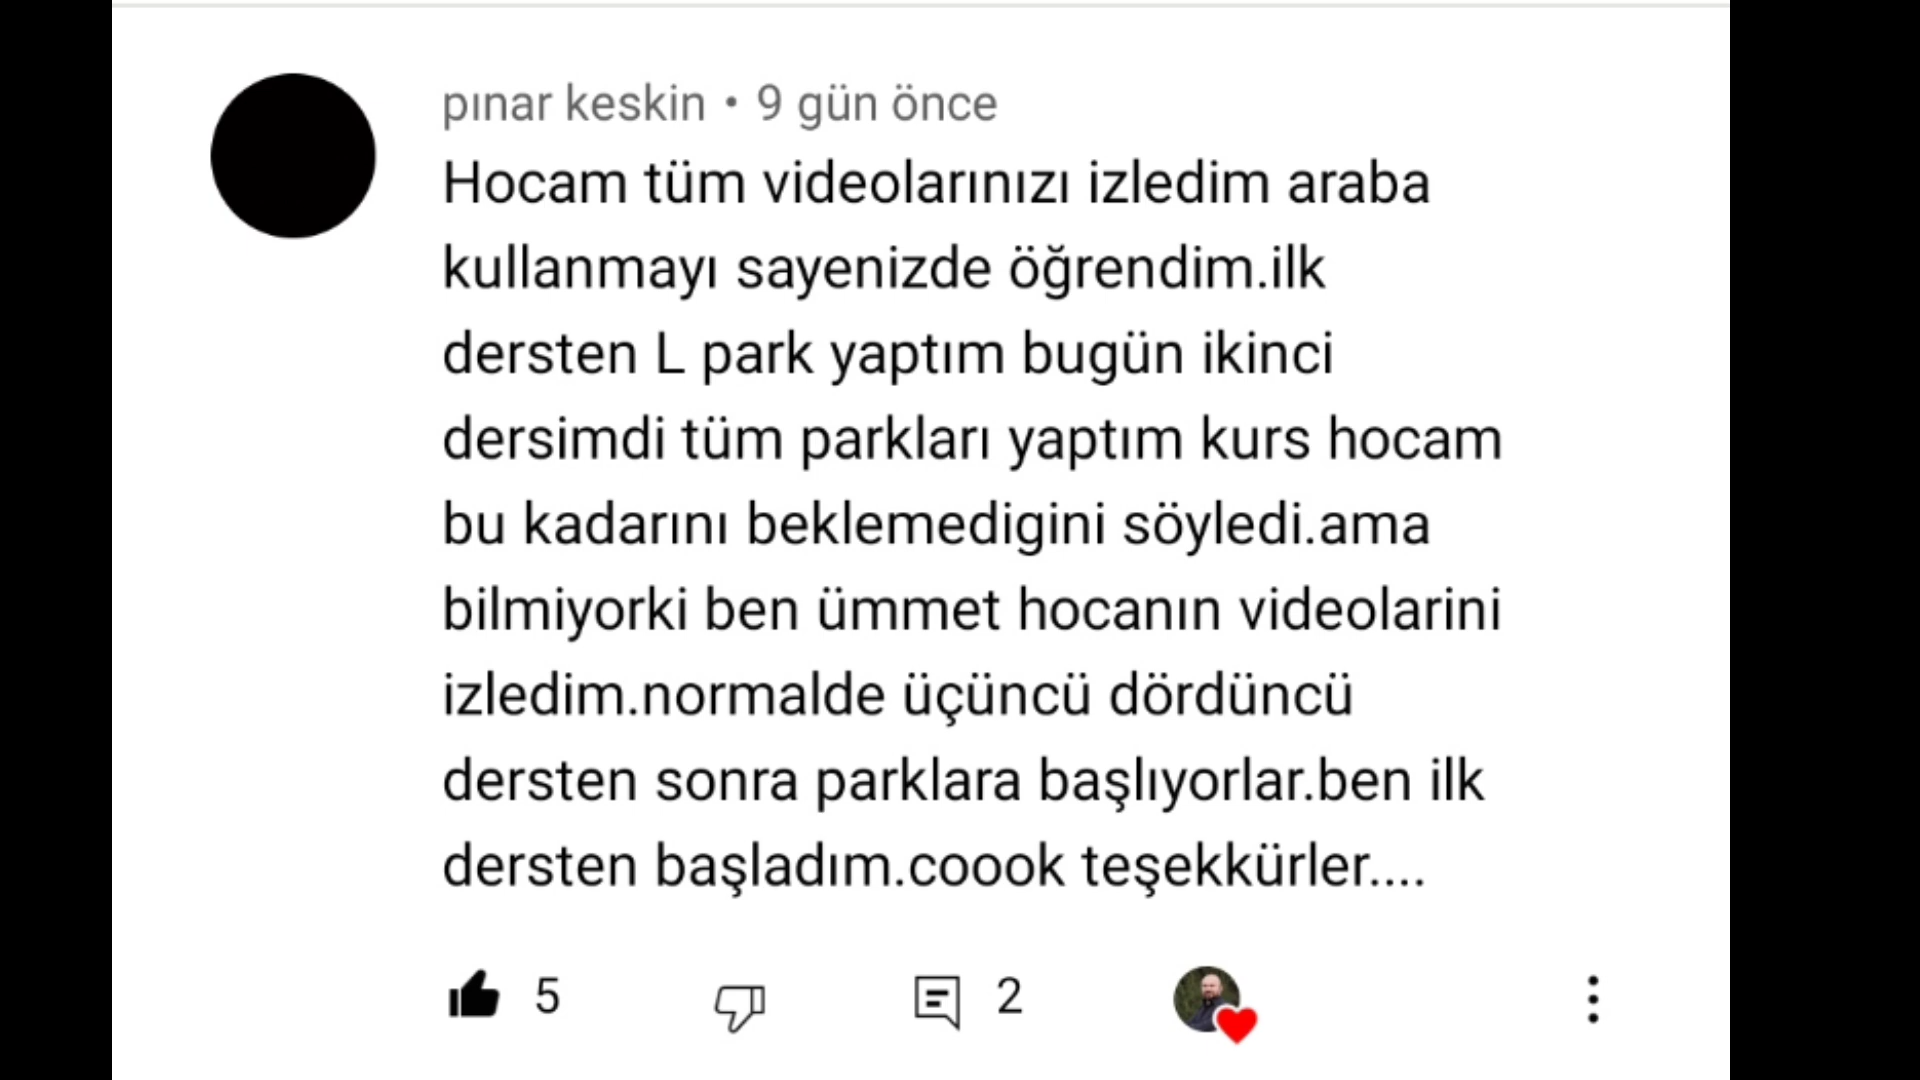 pınar keskin • 9 gün önce
Hocam tüm videolarınızı izledim araba
kullanmayı sayenizde öğrendim.ilk
dersten L park yaptım bugün ikinci
dersimdi tüm parkları yaptım kurs hocam
bu kadarını beklemedigini söyledi.ama
bilmiyorki ben ümmet hocanın videolarini
izledim.normalde üçüncü dördüncü
dersten sonra parklara başlıyorlar.ben ilk
dersten başladım.coook teşekkürler....
5 2